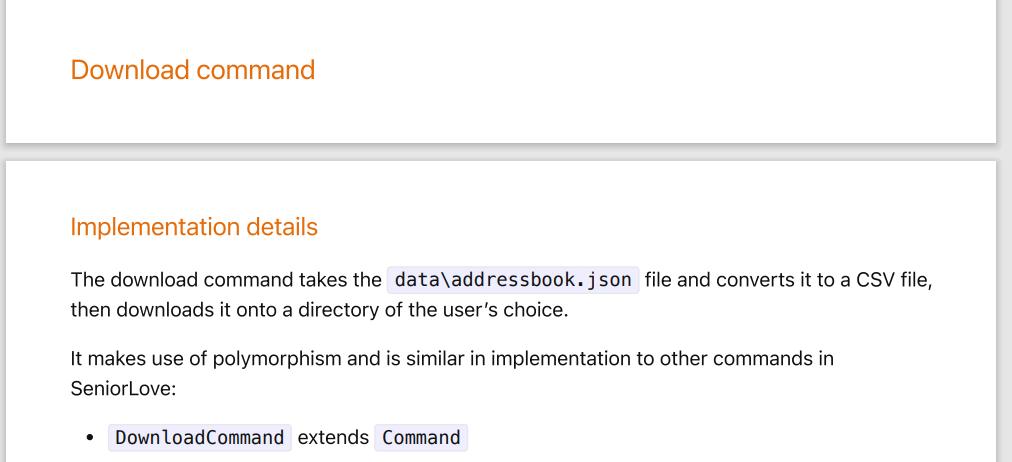 Download command
Implementation details
The download command takes the data\addressbook.json file and converts it to a CSV file,
then downloads it onto a directory of the user’s choice.
It makes use of polymorphism and is similar in implementation to other commands in
SeniorLove:
• DownloadCommand extends Command